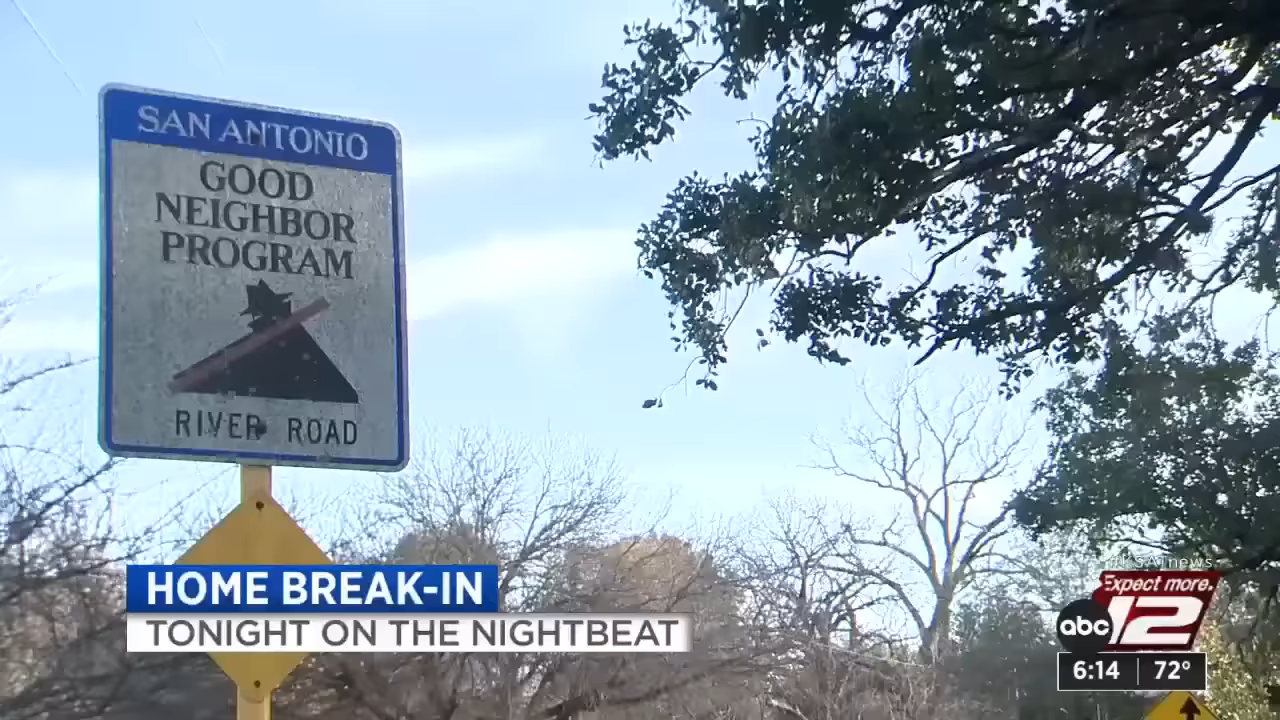 SAN ANTONIO
GOOD
NEIGHBOR
PROGRAM
RIVER ROAD
HOME BREAK-IN
TONIGHT ON THE NIGHTBEAT
Expect more.
abc 12
6:14 72°